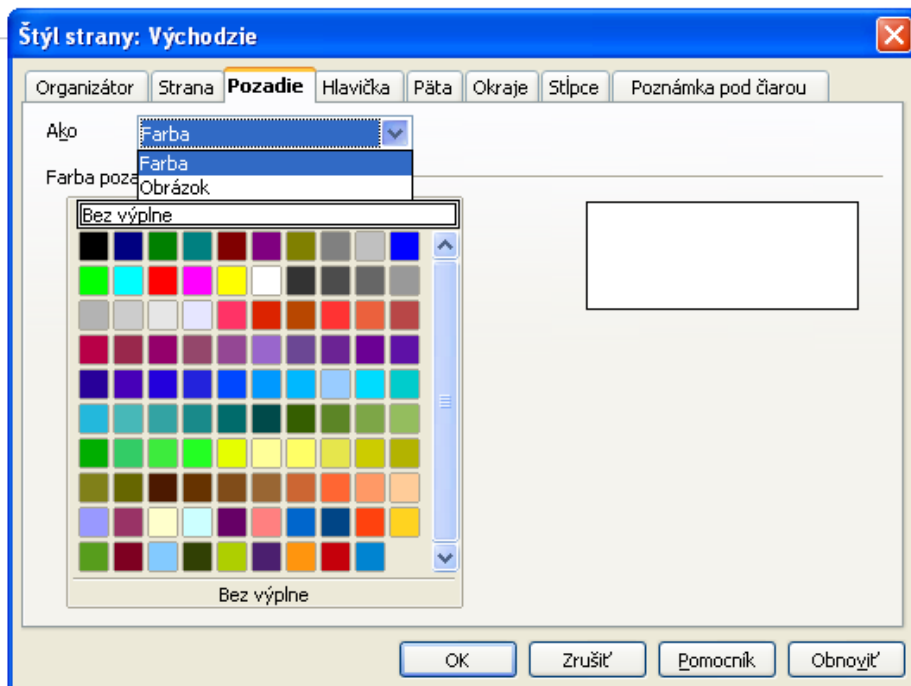 Štýl strany: Východzie
Organizátor Strana Pozadie Hlavička Päta Okraje Stĺpce Poznámka pod čiarou
Ako Farba
Farba
Obrázok
Farba poza
Bez výplne
Bez výplne
OK Zrušiť Pomocník Obnoviť